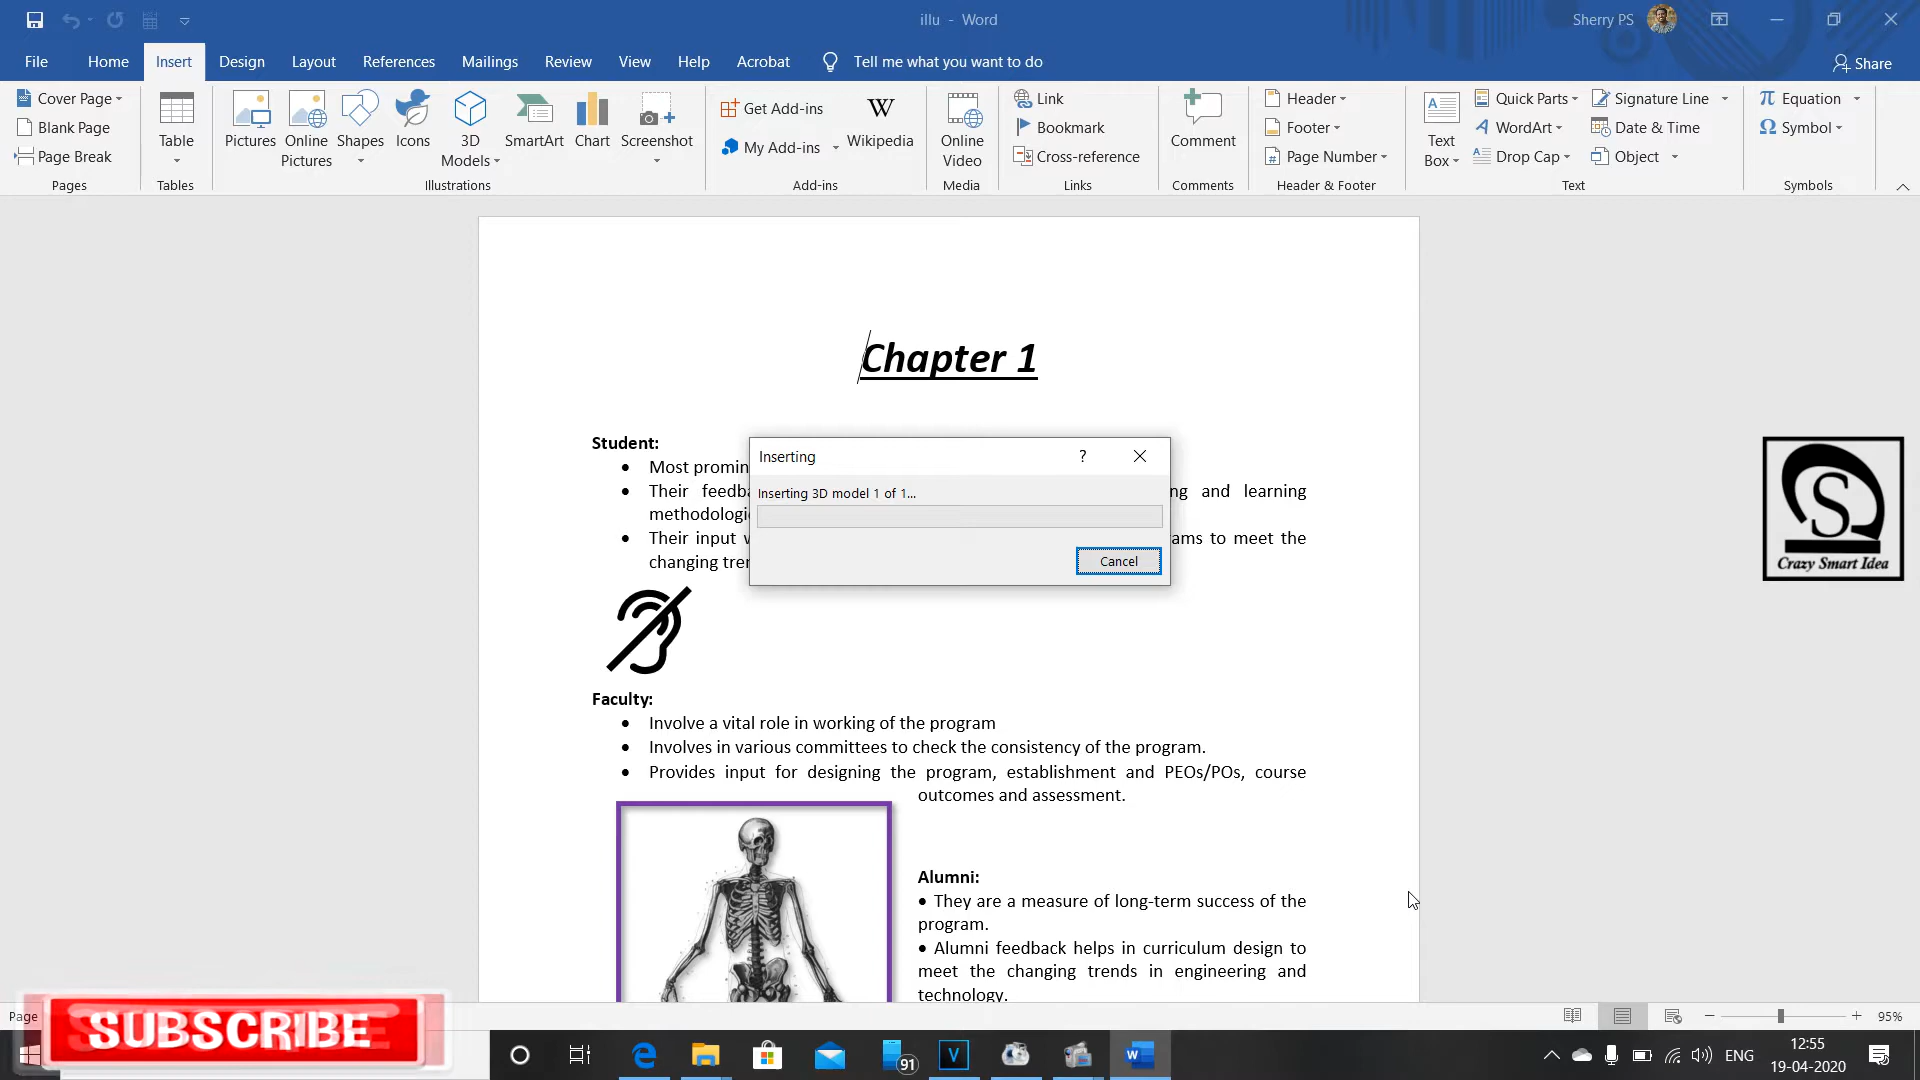 illu - Word
Sherry PS
File Home Insert Design Layout References Mailings Review View Help Acrobat Tell me what you want to do Share
Cover Page
Blank Page
Page Break
Pages
Table
Tables
Pictures
Online
Pictures
Shapes
Icons
3D
Models
SmartArt
Chart
Screenshot
Illustrations
Get Add-ins
My Add-ins
W
Wikipedia
Add-ins
Online
Video
Media
Link
Bookmark
Cross-reference
Links
Comment
Comments
Header
Footer
Page Number
Header & Footer
Text
Box
Quick Parts
WordArt
Drop Cap
Signature Line
Date & Time
Object
Text
Equation
Symbol
Symbols
Chapter 1
Student:
• Most promin
• Their feedba ng and learning
methodologi
• Their input w ams to meet the
changing tren
Inserting ?
Inserting 3D model 1 of 1...
Cancel
S
Crazy Smart Idea
Faculty:
• Involve a vital role in working of the program
• Involves in various committees to check the consistency of the program.
• Provides input for designing the program, establishment and PEOs/POs, course
outcomes and assessment.
Alumni:
• They are a measure of long-term success of the
program.
• Alumni feedback helps in curriculum design to
meet the changing trends in engineering and
technology.
Page
95%
SUBSCRIBE
91
V
W
ENG
12:55
19-04-2020